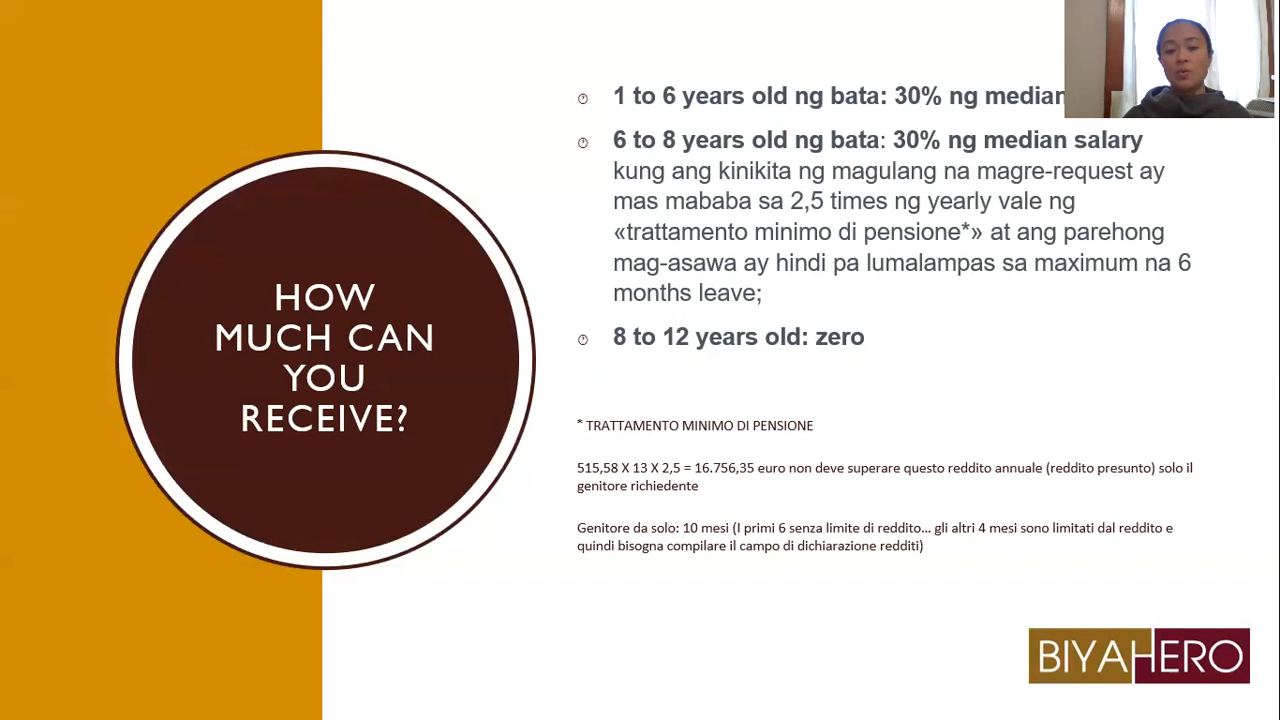 HOW
MUCH CAN
YOU
RECEIVE?
1 to 6 years old ng bata: 30% ng median
6 to 8 years old ng bata: 30% ng median salary
kung ang kinikita ng magulang na magre-request ay
mas mababa sa 2,5 times ng yearly vale ng
«trattamento minimo di pensione*» at ang parehong
mag-asawa ay hindi pa lumalampas sa maximum na 6
months leave;
8 to 12 years old: zero
* TRATTAMENTO MINIMO DI PENSIONE
515,58 X 13 X 2,5 = 16.756,35 euro non deve superare questo reddito annuale (reddito presunto) solo il
genitore richiedente
Genitore da solo: 10 mesi (I primi 6 senza limite di reddito... gli altri 4 mesi sono limitati dal reddito e
quindi bisogna compilare il campo di dichiarazione redditi)
BIYAHERO